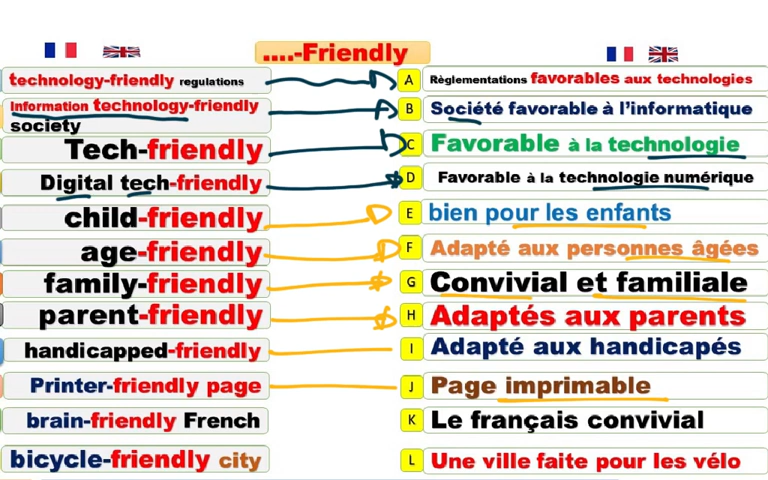 ....-Friendly
technology-friendly regulations
A Règlementations favorables aux technologies
Information technology-friendly
society
B Société favorable à l'informatique
Tech-friendly
C Favorable à la technologie
Digital tech-friendly
D Favorable à la technologie numérique
child-friendly
E bien pour les enfants
age-friendly
F Adapté aux personnes âgées
family-friendly
G Convivial et familiale
parent-friendly
H Adaptés aux parents
handicapped-friendly
I Adapté aux handicapés
Printer-friendly page
J Page imprimable
brain-friendly French
K Le français convivial
bicycle-friendly city
L Une ville faite pour les vélo